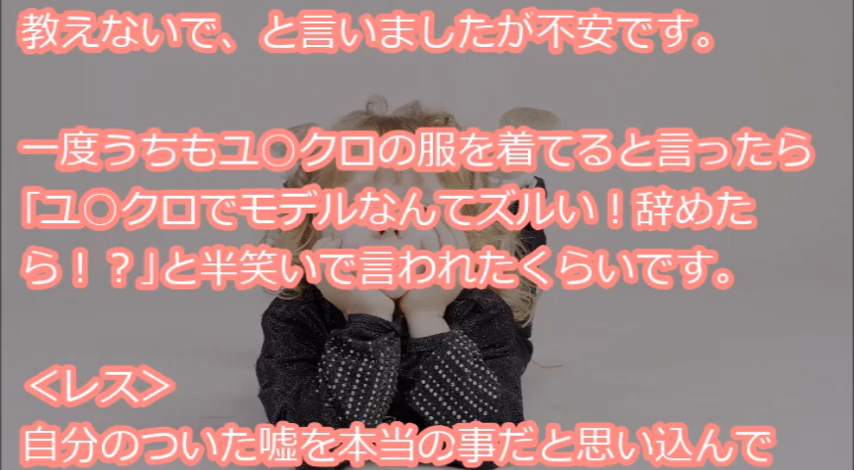 教えないで、と言いましたが不安です。
一度うちもユ○クロの服を着てると言ったら
「ユ○クロでモデルなんてズルい！辞めた
ら！？」と半笑いで言われたくらいです。
＜レス＞
自分のついた嘘を本当の事だと思い込んで